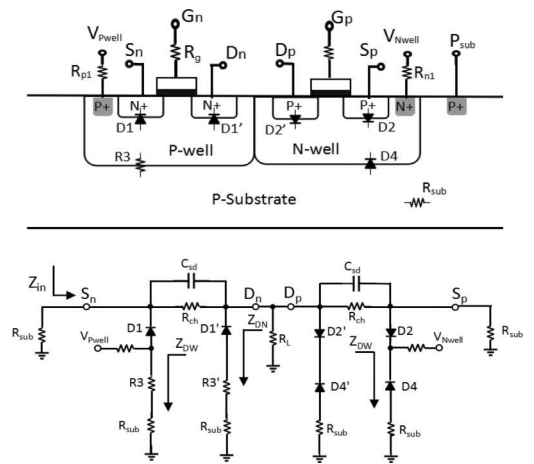 Gn
Gp
VPwell
Sn
Rg
Dn
Dp
Sp
VNwell
Psub
Rp1
Rn1
P+
N+
N+
P+
P+
N+
P+
D1
D1'
D2'
D2
R3
P-well
N-well
D4
Rsub
P-Substrate
Csd
Csd
Zin
Sn
Dn
Dp
Sp
Rch
Rch
Rsub
D1
D1'
ZDN
RL
D2'
D2
Rsub
VPwell
ZDW
ZDW
VNwell
R3
R3'
D4'
D4
Rsub
Rsub
Rsub
Rsub